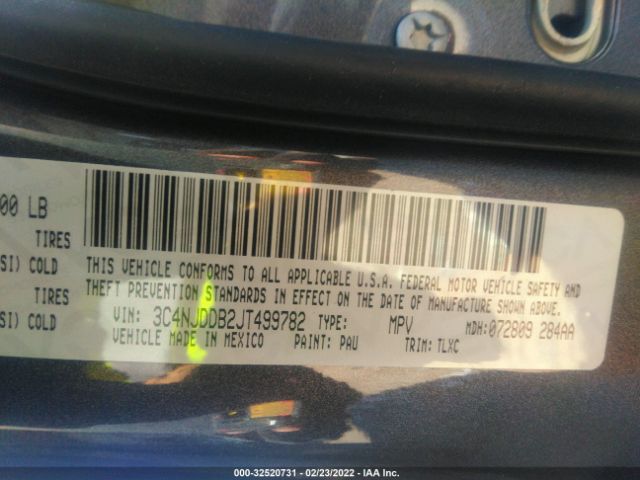 00 LB
TIRES
SI) COLD
TIRES
SI) COLD
THIS VEHICLE CONFORMS TO ALL APPLICABLE U.S.A. FEDERAL MOTOR VEHICLE SAFETY AND
THEFT PREVENTION STANDARDS IN EFFECT ON THE DATE OF MANUFACTURE SHOWN ABOVE.
VIN: 3C4NJDDB2JT499782 TYPE: MPV MDH: 072809 284AA
VEHICLE MADE IN MEXICO PAINT: PAU TRIM: TLXC
000-32520731 - 02/23/2022 - IAA Inc.